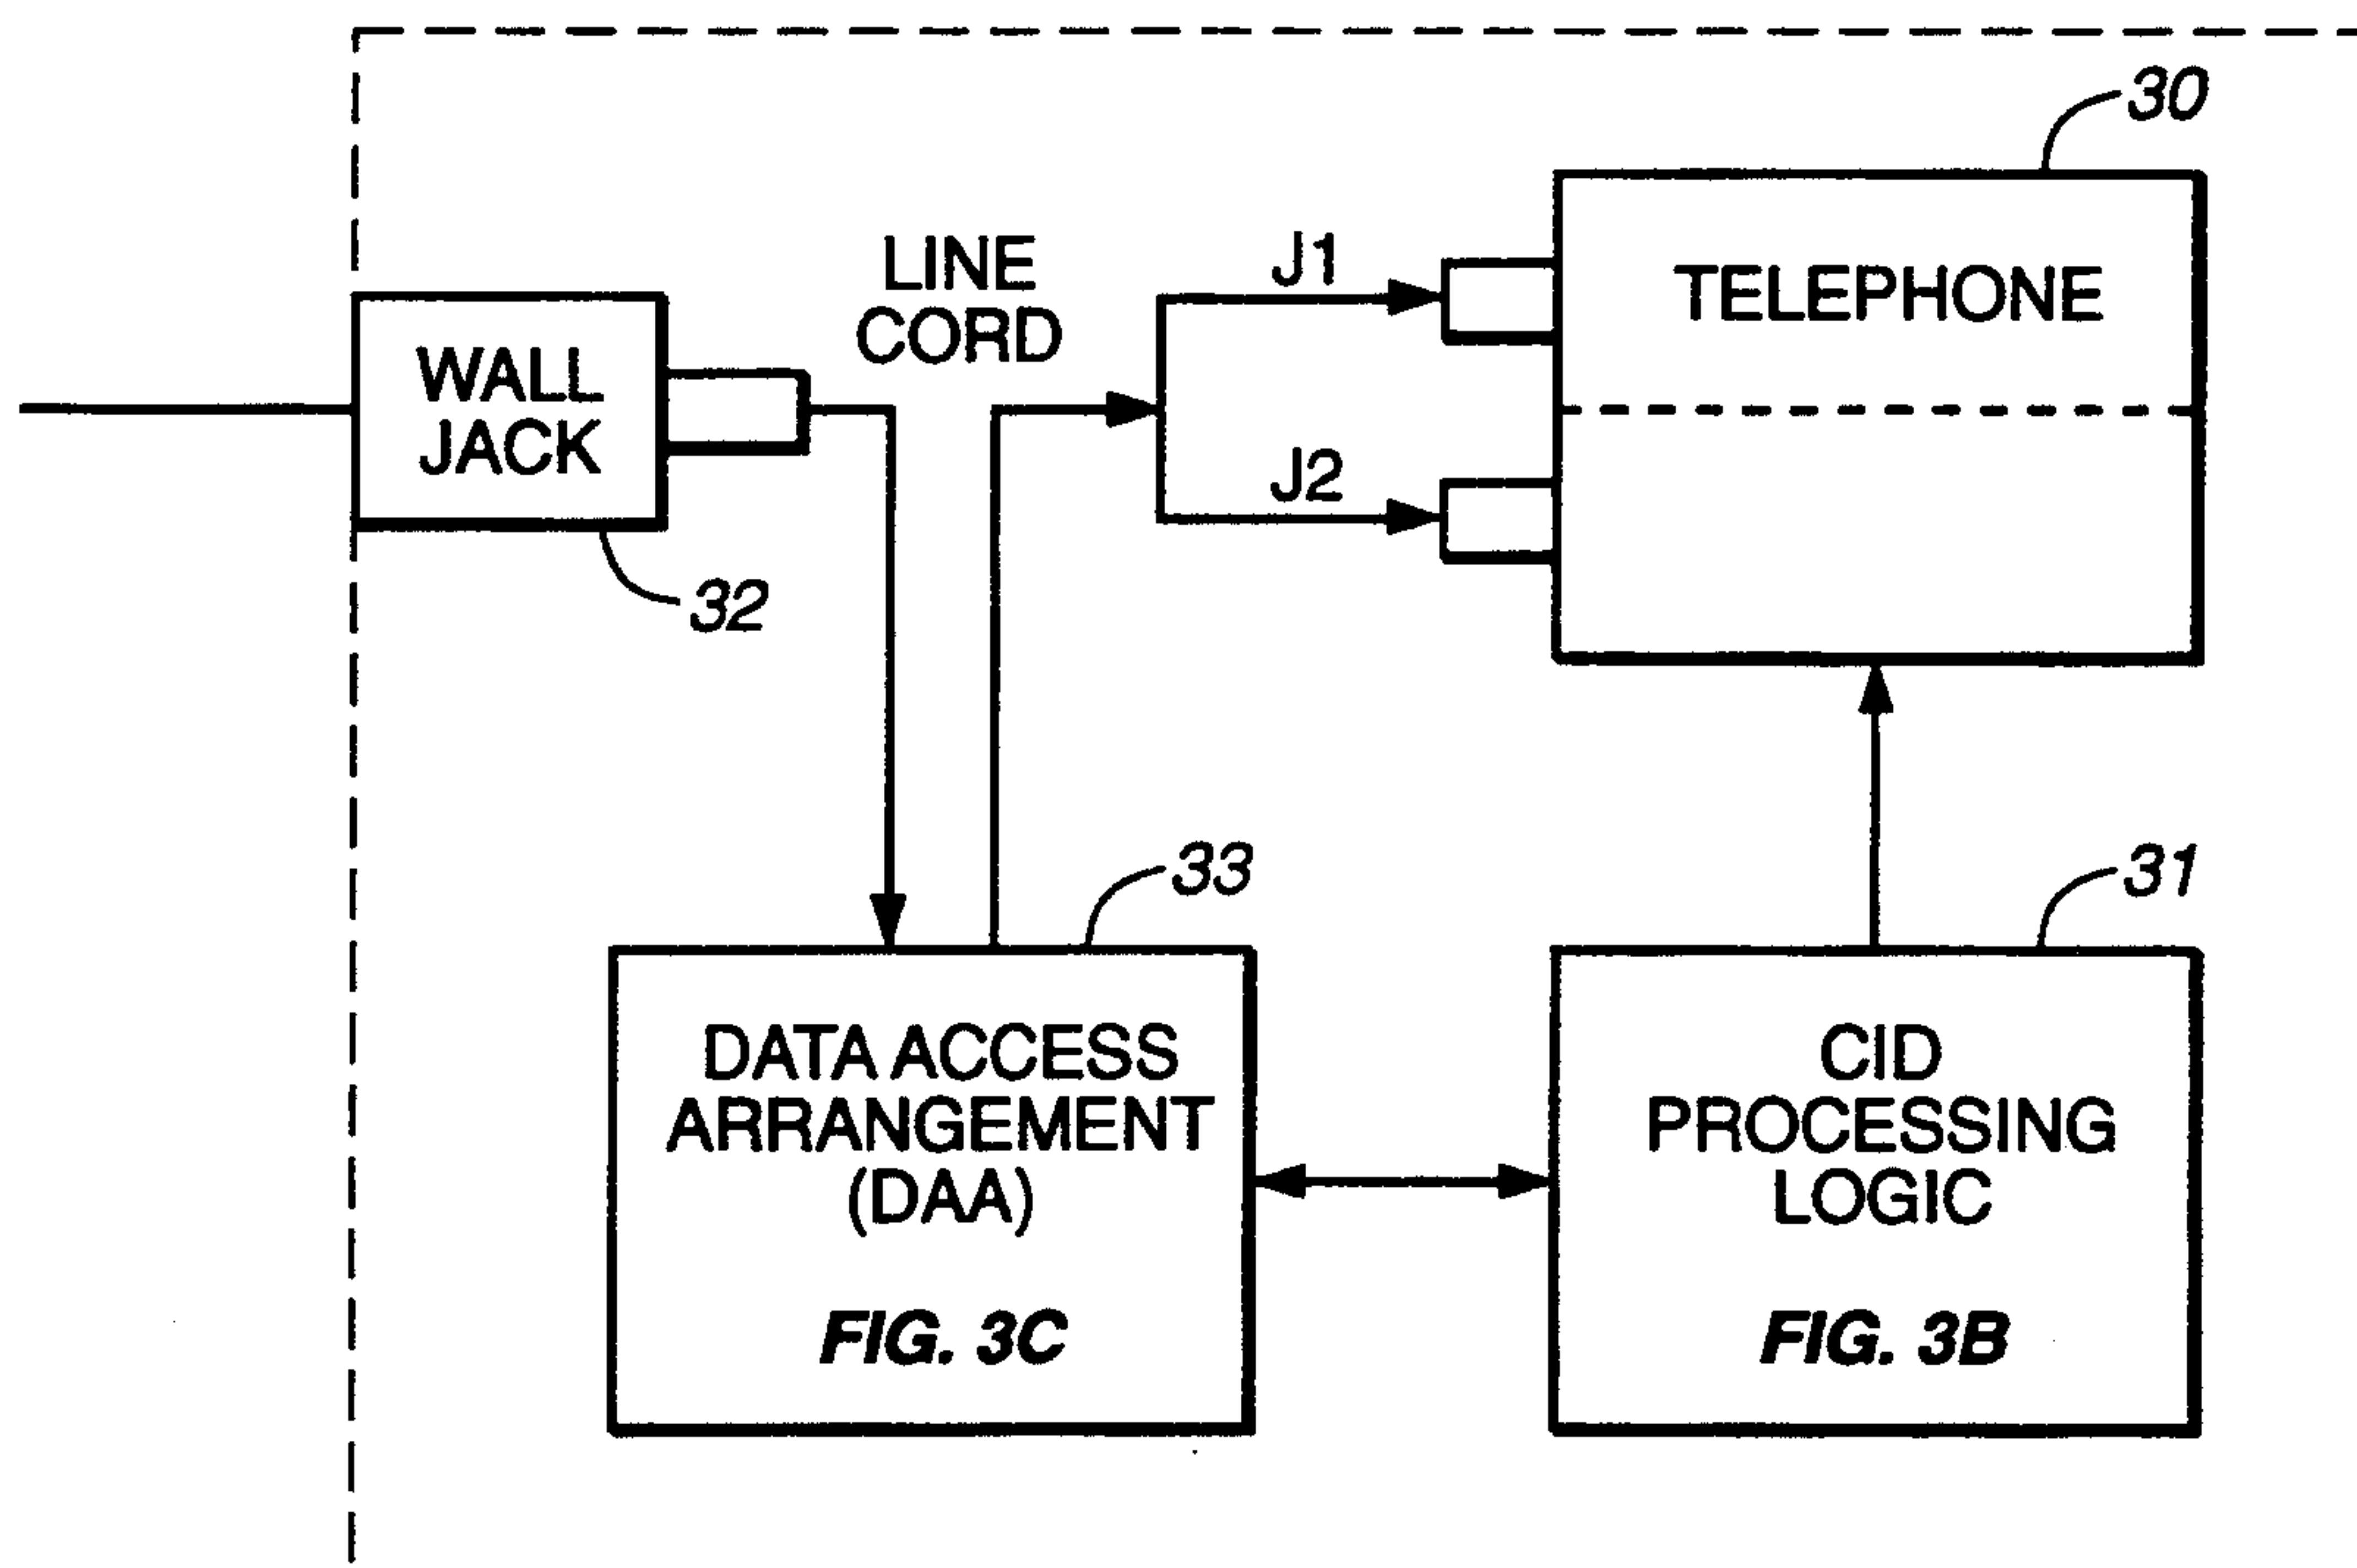 30
LINE
CORD
J1
TELEPHONE
WALL
JACK
J2
32
33
31
DATA ACCESS
ARRANGEMENT
(DAA)
FIG. 3C
CID
PROCESSING
LOGIC
FIG. 3B